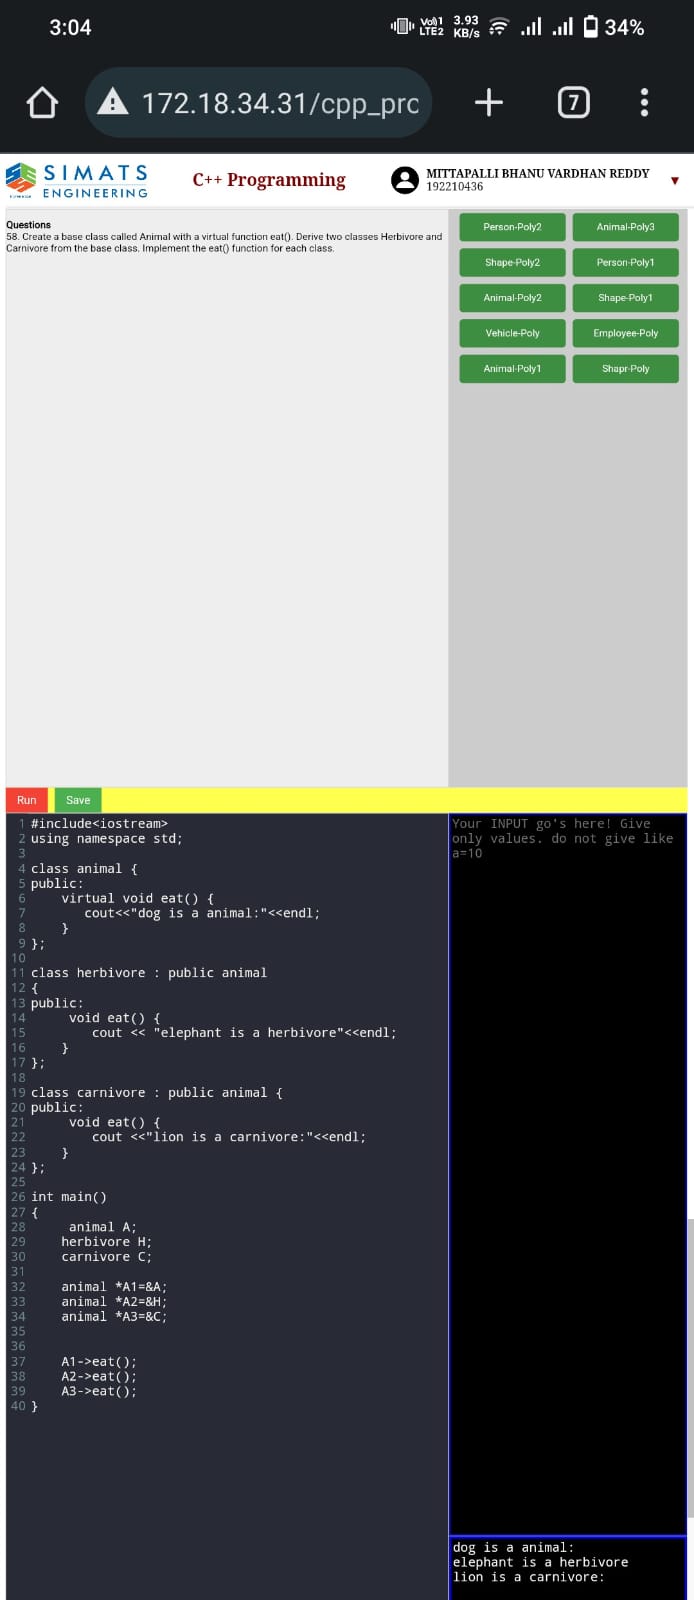 3:04
Vo)) 1
LTE2
3.93
KB/s
34%
172.18.34.31/cpp_prc
7
SIMATS
ENGINEERING
C++ Programming
MITTAPALLI BHANU VARDHAN REDDY
192210436
Questions
58. Create a base class called Animal with a virtual function eat(). Derive two classes Herbivore and
Carnivore from the base class. Implement the eat() function for each class.
Person-Poly2
Animal-Poly3
Shape-Poly2
Person-Poly1
Animal-Poly2
Shape-Poly1
Vehicle-Poly
Employee-Poly
Animal-Poly1
Shapr-Poly
Run
Save
1 #include<iostream>
2 using namespace std;
3
4 class animal {
5 public:
6     virtual void eat() {
7        cout<<"dog is a animal:"<<endl;
8     }
9 };
10
11 class herbivore : public animal
12 {
13 public:
14      void eat() {
15         cout << "elephant is a herbivore"<<endl;
16     }
17 };
18
19 class carnivore : public animal {
20 public:
21      void eat() {
22         cout <<"lion is a carnivore:"<<endl;
23     }
24 };
25
26 int main()
27 {
28      animal A;
29     herbivore H;
30     carnivore C;
31
32     animal *A1=&A;
33     animal *A2=&H;
34     animal *A3=&C;
35
36
37     A1->eat();
38     A2->eat();
39     A3->eat();
40 }
Your INPUT go's here! Give
only values. do not give like
a=10
dog is a animal:
elephant is a herbivore
lion is a carnivore: